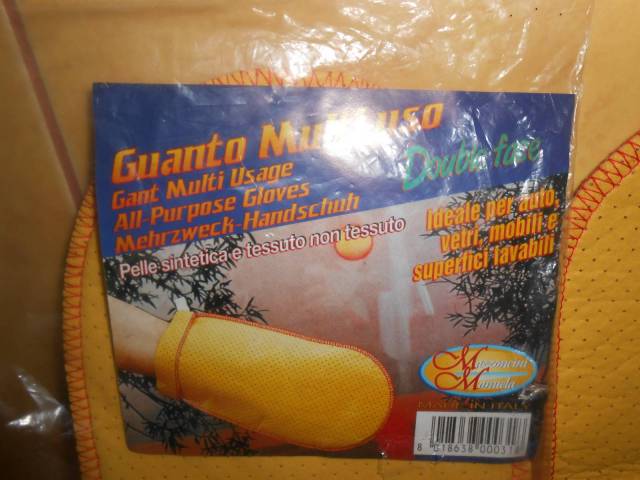 Guanto Multiuso
Double face
Gant Multi Usage
All-Purpose Gloves
Mehrzweck-Handschuh
Pelle sintetica e tessuto non tessuto
Ideale per auto,
vetri, mobili e
superfici lavabili
Manuela
MADE IN ITALY